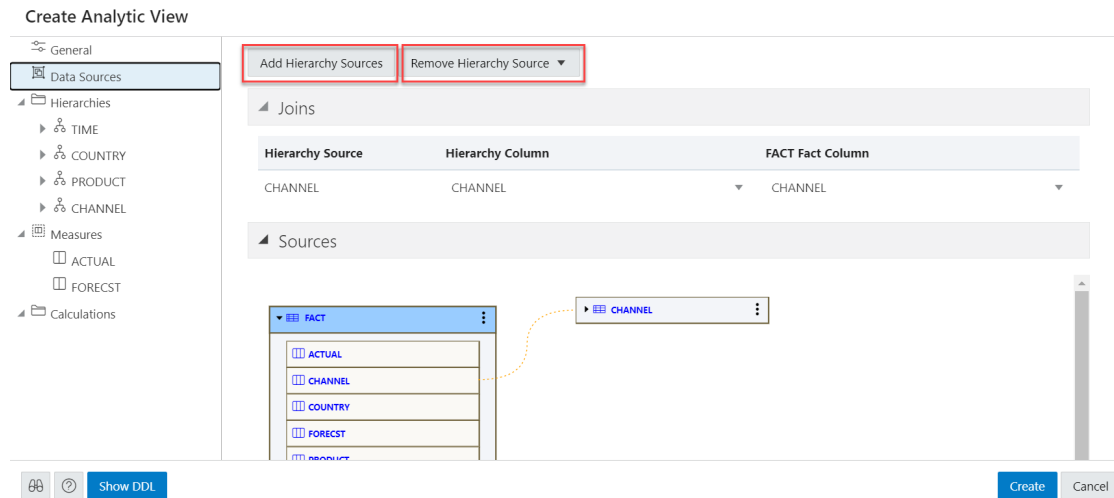 Create Analytic View
General
Data Sources
Hierarchies
TIME
COUNTRY
PRODUCT
CHANNEL
Measures
ACTUAL
FORECST
Calculations
Add Hierarchy Sources
Remove Hierarchy Source
Joins
Hierarchy Source Hierarchy Column FACT Fact Column
CHANNEL CHANNEL CHANNEL
Sources
FACT
ACTUAL
CHANNEL
COUNTRY
FORECST
PRODUCT
CHANNEL
Show DDL
Create
Cancel